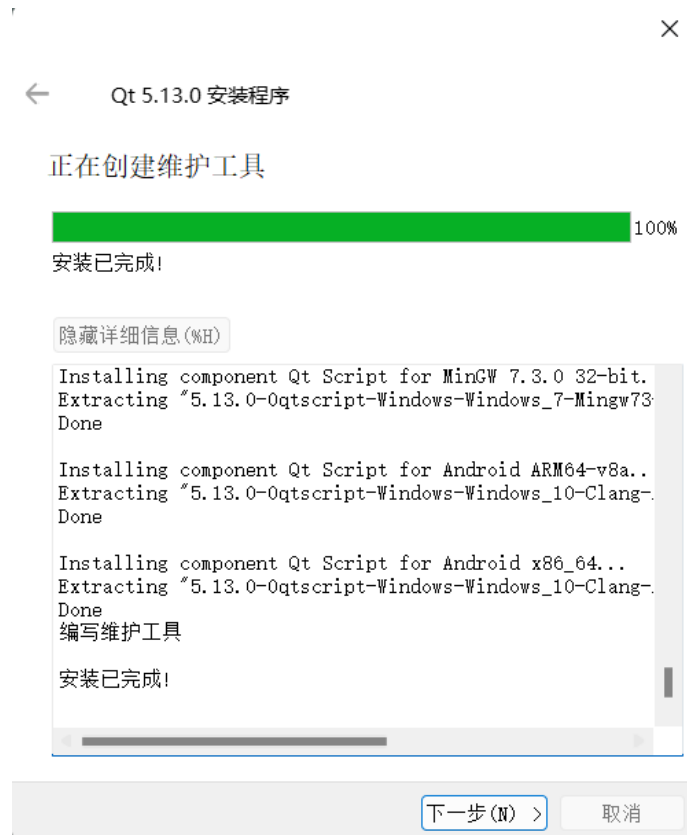 Qt 5.13.0 安装程序
正在创建维护工具
100%
安装已完成!
隐藏详细信息(%H)
Installing component Qt Script for MinGW 7.3.0 32-bit.
Extracting "5.13.0-0qtscript-Windows-Windows_7-Mingw73
Done
Installing component Qt Script for Android ARM64-v8a..
Extracting "5.13.0-0qtscript-Windows-Windows_10-Clang-
Done
Installing component Qt Script for Android x86_64...
Extracting "5.13.0-0qtscript-Windows-Windows_10-Clang-
Done
编写维护工具
安装已完成!
下一步(N) >
取消